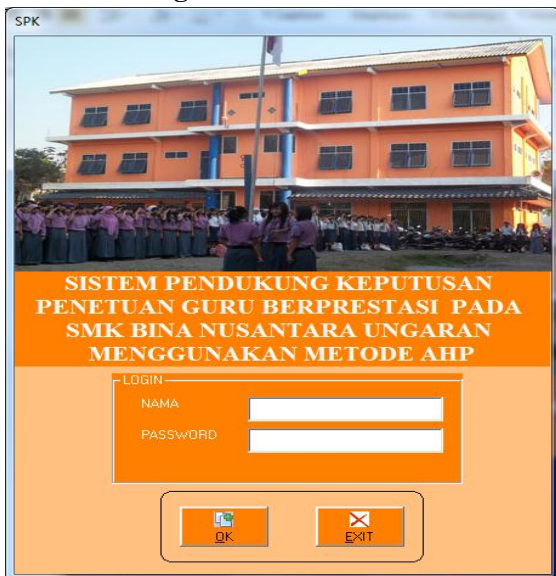 SPK
SISTEM PENDUKUNG KEPUTUSAN
PENETUAN GURU BERPRESTASI PADA
SMK BINA NUSANTARA UNGARAN
MENGGUNAKAN METODE AHP
LOGIN
NAMA
PASSWORD
OK
EXIT